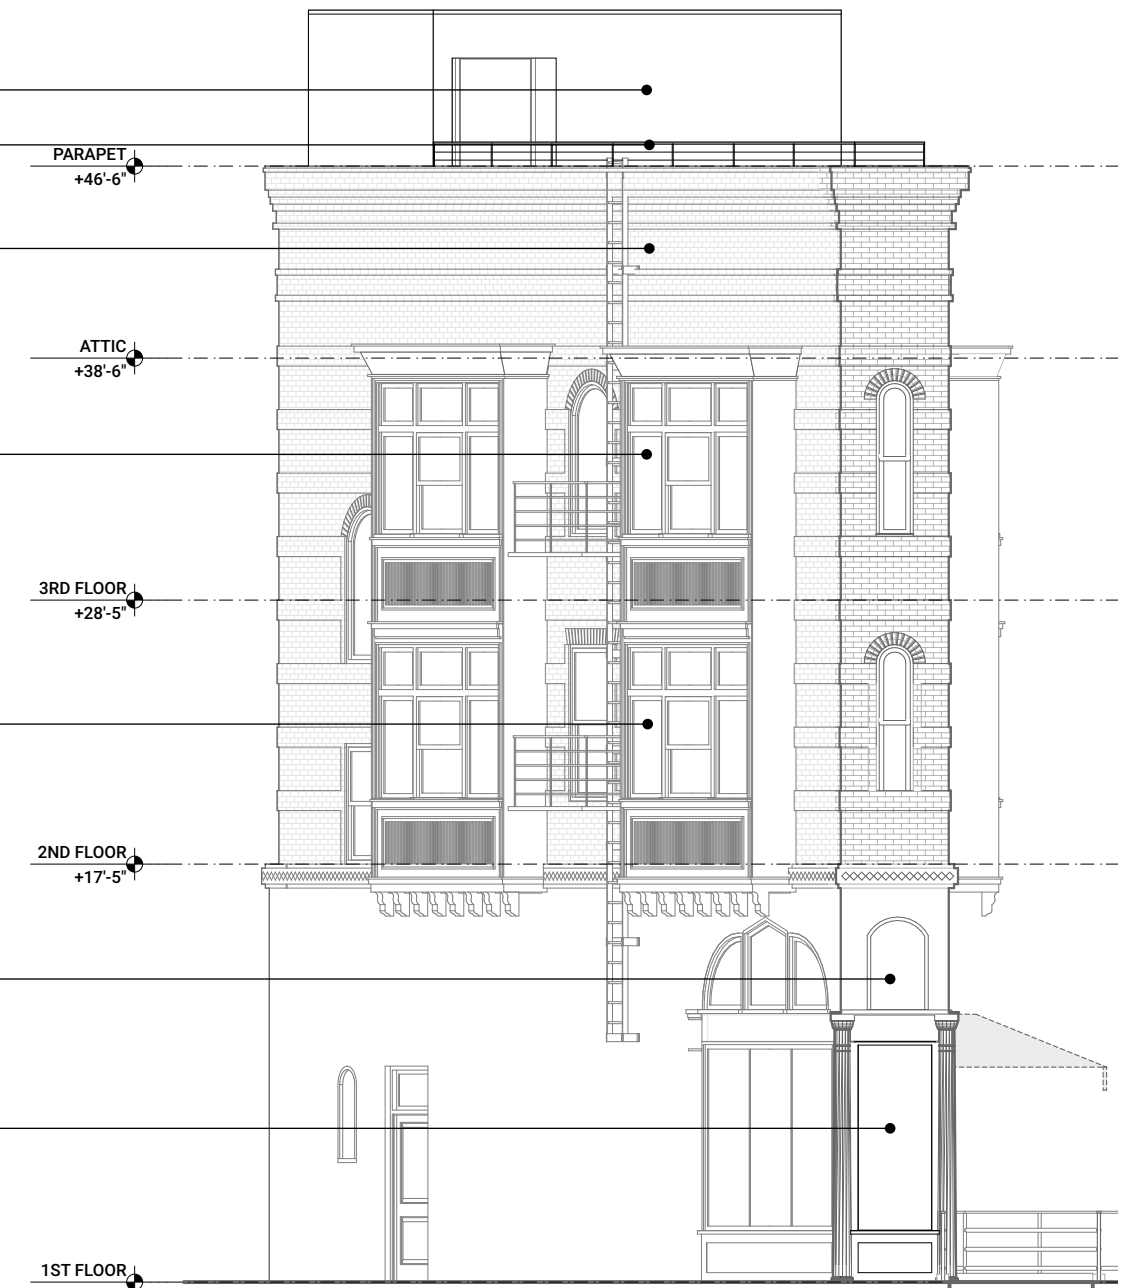 PARAPET
+46'-6"
ATTIC
+38'-6"
3RD FLOOR
+28'-5"
2ND FLOOR
+17'-5"
1ST FLOOR